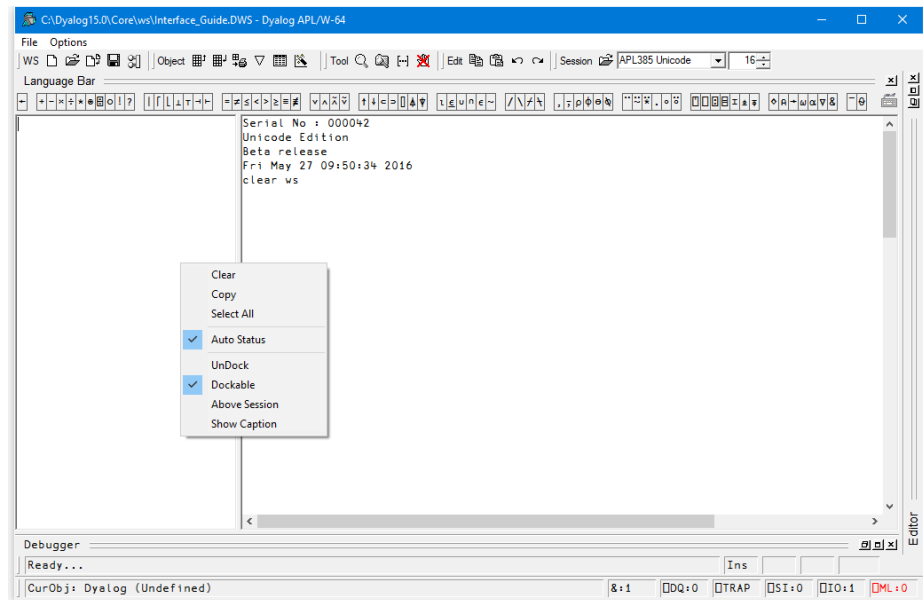 C:\Dyalog15.0\Core\ws\Interface_Guide.DWS - Dyalog APL/W-64
File Options
WS Object Tool Edit Session APL385 Unicode 16
Language Bar
← + - × ÷ * ⍟ ⌹ ○ ! ? | ⌈ ⌊ ⊥ ⊤ ⊣ ⊢ = ≠ ≤ < > ≥ ≡ ≢ ∨ ∧ ⍲ ⍱ ↑ ↓ ⊂ ⊃ ⌷ ⍋ ⍒ ⍳ ⍷ ∪ ∩ ∊ ~ / \ ⌿ ⍀ , ⍪ ⍴ ⌽ ⊖ ⍉ ¨ ⍨ ⍣ . ∘ ⍤ ⍞ ⎕ ⍠ ⌸ ⌶ ⍎ ⍕ ⋄ ⍝ → ⍵ ⍺ ∇ & ¯ ⍬
Serial No : 000042
Unicode Edition
Beta release
Fri May 27 09:50:34 2016
clear ws
Clear
Copy
Select All
Auto Status
UnDock
Dockable
Above Session
Show Caption
Editor
Debugger
Ready...
Ins
CurObj: Dyalog (Undefined)
&:1 ⎕DQ:0 ⎕TRAP ⎕SI:0 ⎕IO:1 ⎕ML:0